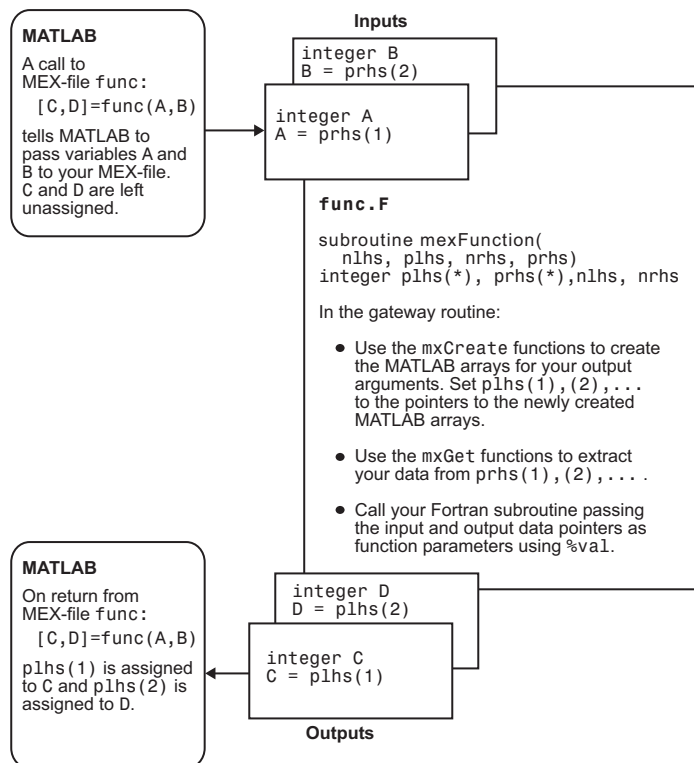 MATLAB
A call to
MEX-file func:
[C,D]=func(A,B)
tells MATLAB to
pass variables A and
B to your MEX-file.
C and D are left
unassigned.
Inputs
integer B
B = prhs(2)
integer A
A = prhs(1)
func.F
subroutine mexFunction(
nlhs, plhs, nrhs, prhs)
integer plhs(*), prhs(*),nlhs, nrhs
In the gateway routine:
● Use the mxCreate functions to create
the MATLAB arrays for your output
arguments. Set plhs(1),(2),...
to the pointers to the newly created
MATLAB arrays.
● Use the mxGet functions to extract
your data from prhs(1),(2),... .
● Call your Fortran subroutine passing
the input and output data pointers as
function parameters using %val.
MATLAB
On return from
MEX-file func:
[C,D]=func(A,B)
plhs(1) is assigned
to C and plhs(2) is
assigned to D.
integer D
D = plhs(2)
integer C
C = plhs(1)
Outputs